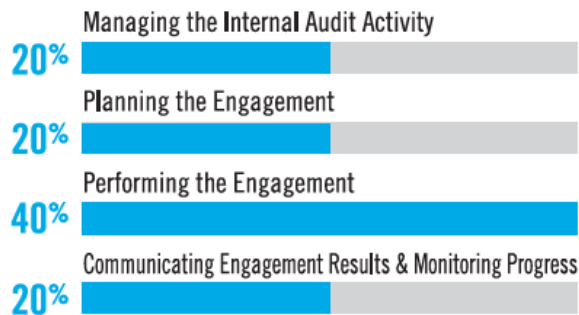 Managing the Internal Audit Activity
20%
Planning the Engagement
20%
Performing the Engagement
40%
Communicating Engagement Results & Monitoring Progress
20%